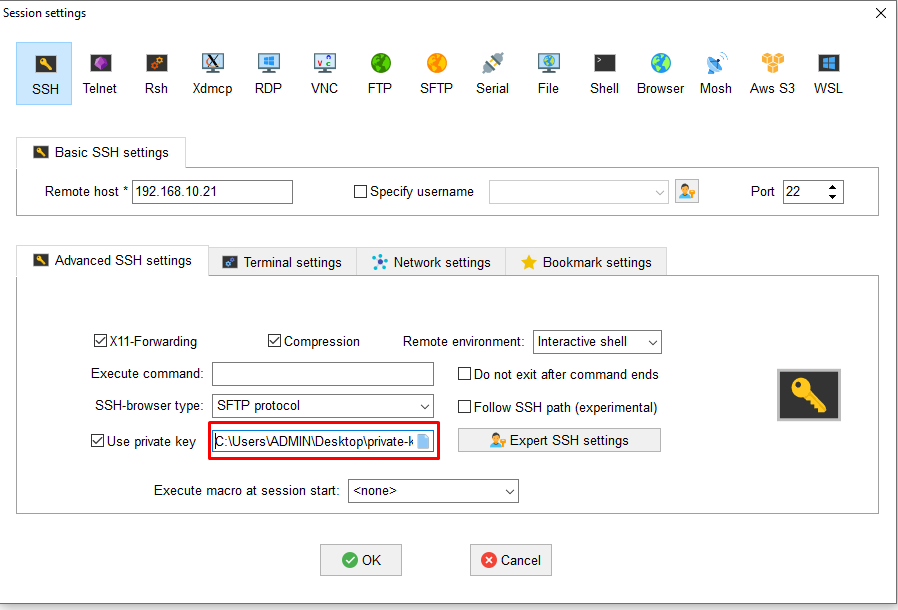 Session settings
SSH Telnet Rsh Xdmcp RDP VNC FTP SFTP Serial File Shell Browser Mosh Aws S3 WSL
Basic SSH settings
Remote host * 192.168.10.21 Specify username Port 22
Advanced SSH settings Terminal settings Network settings Bookmark settings
X11-Forwarding Compression Remote environment: Interactive shell
Execute command: Do not exit after command ends
SSH-browser type: SFTP protocol Follow SSH path (experimental)
Use private key C:\Users\ADMIN\Desktop\private-k Expert SSH settings
Execute macro at session start: <none>
OK Cancel